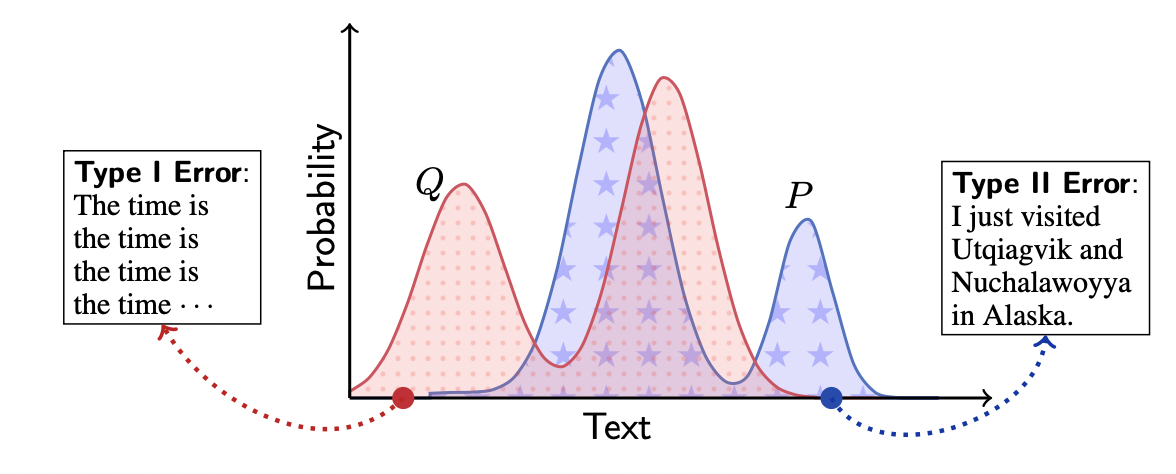 Type I Error:
The time is
the time is
the time is
the time ···
Probability
Q
P
Text
Type II Error:
I just visited
Utqiagvik and
Nuchalawoyya
in Alaska.